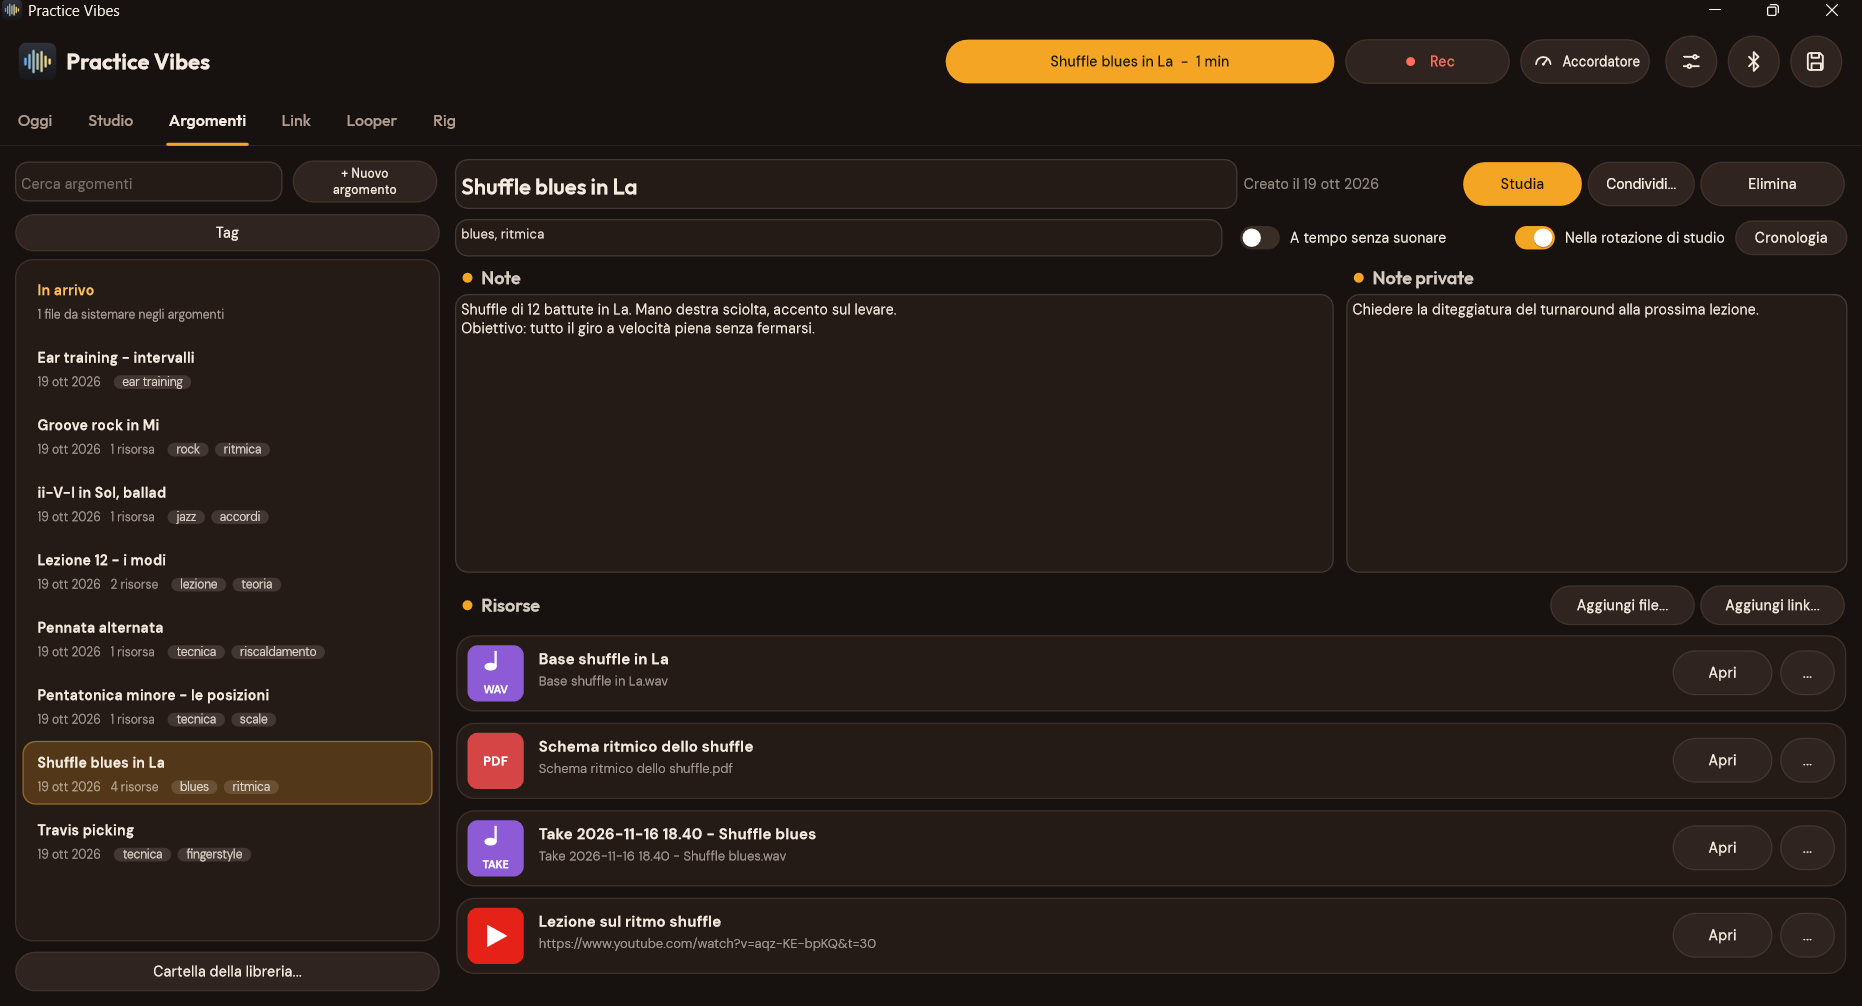 Practice Vibes
Practice Vibes
Shuffle blues in La - 1 min
Rec
Accordatore
Oggi
Studio
Argomenti
Link
Looper
Rig
Cerca argomenti
+ Nuovo
argomento
Tag
In arrivo
1 file da sistemare negli argomenti
Ear training - intervalli
19 ott 2026 ear training
Groove rock in Mi
19 ott 2026 1 risorsa rock ritmica
ii-V-I in Sol, ballad
19 ott 2026 1 risorsa jazz accordi
Lezione 12 - i modi
19 ott 2026 2 risorse lezione teoria
Pennata alternata
19 ott 2026 1 risorsa tecnica riscaldamento
Pentatonica minore - le posizioni
19 ott 2026 1 risorsa tecnica scale
Shuffle blues in La
19 ott 2026 4 risorse blues ritmica
Travis picking
19 ott 2026 tecnica fingerstyle
Cartella della libreria...
Shuffle blues in La
Creato il 19 ott 2026
Studia
Condividi...
Elimina
blues, ritmica
A tempo senza suonare
Nella rotazione di studio
Cronologia
Note
Shuffle di 12 battute in La. Mano destra sciolta, accento sul levare.
Obiettivo: tutto il giro a velocità piena senza fermarsi.
Note private
Chiedere la diteggiatura del turnaround alla prossima lezione.
Risorse
Aggiungi file...
Aggiungi link...
WAV
Base shuffle in La
Base shuffle in La.wav
Apri
...
PDF
Schema ritmico dello shuffle
Schema ritmico dello shuffle.pdf
Apri
...
TAKE
Take 2026-11-16 18.40 - Shuffle blues
Take 2026-11-16 18.40 - Shuffle blues.wav
Apri
...
Lezione sul ritmo shuffle
https://www.youtube.com/watch?v=aqz-KE-bpKQ&t=30
Apri
...